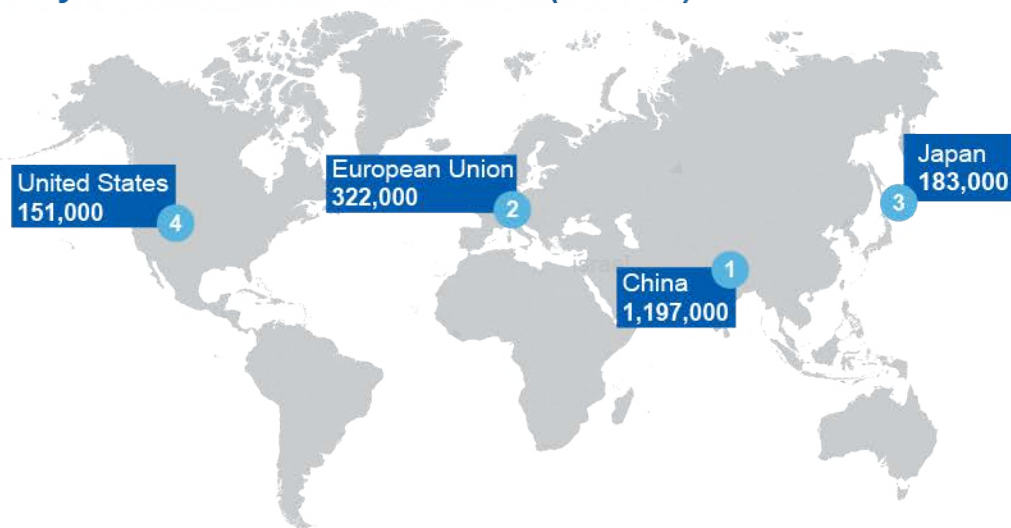 United States
151,000
4
European Union
322,000
2
Japan
183,000
3
China
1,197,000
1
israel